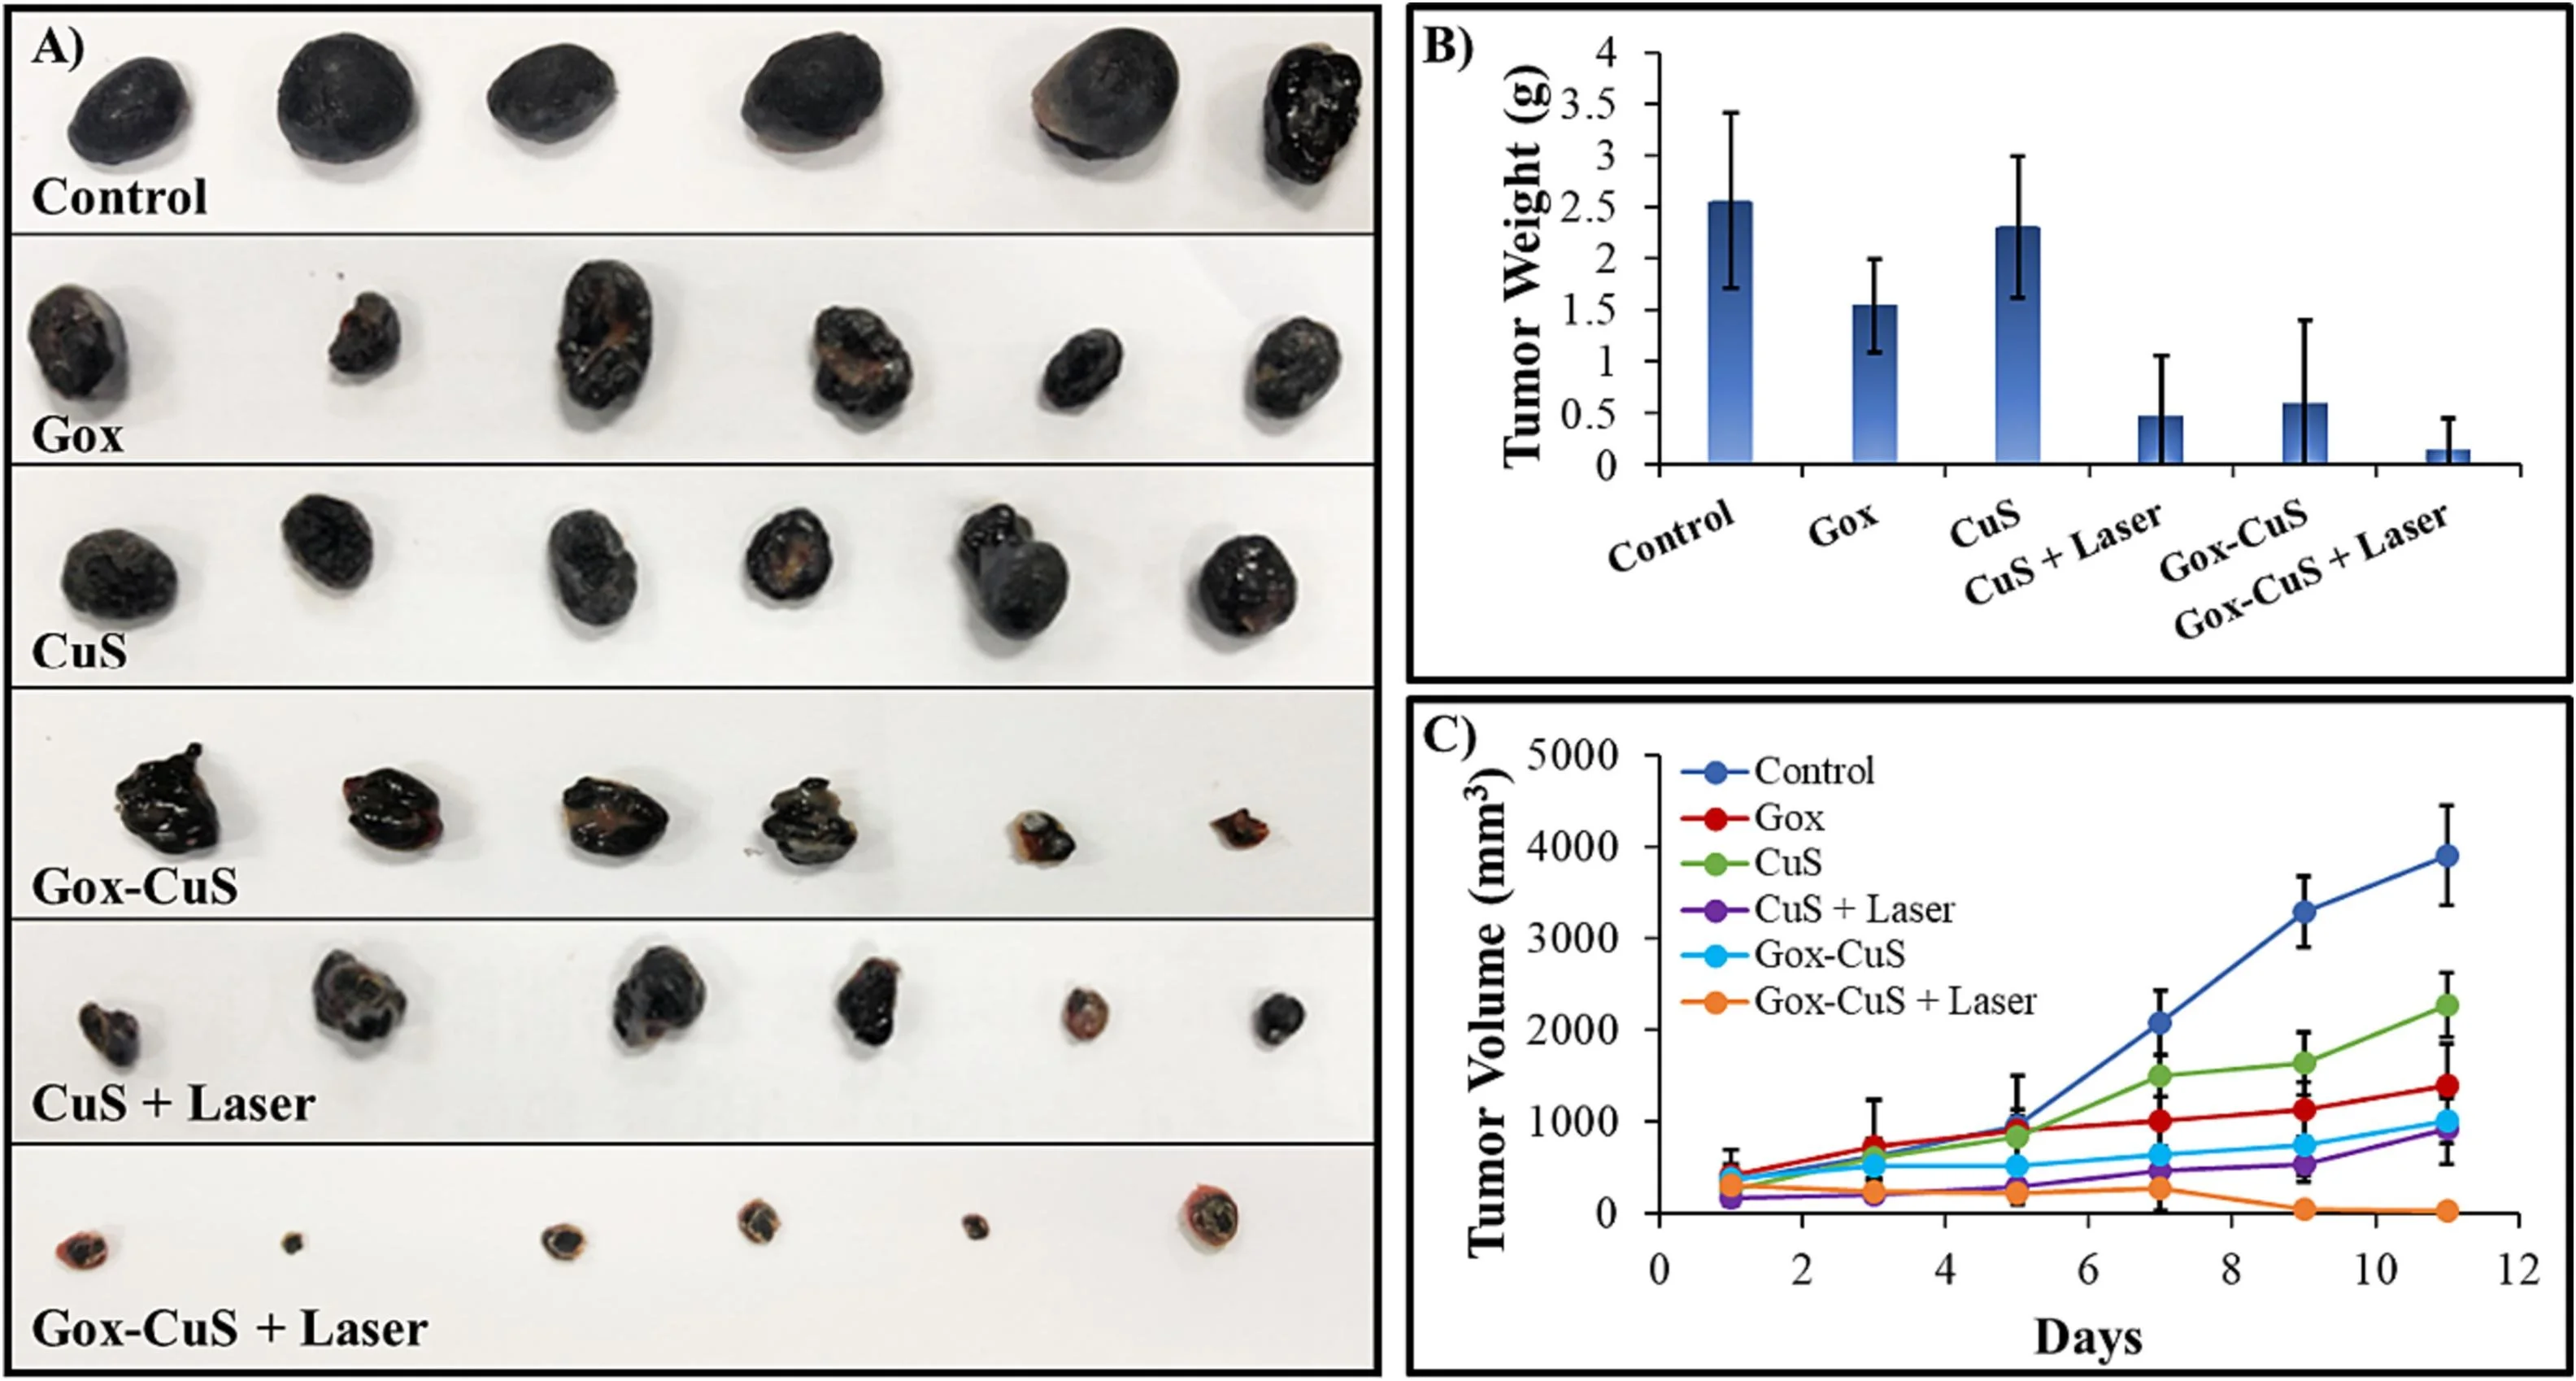 A)
Control
Gox
CuS
Gox-CuS
CuS + Laser
Gox-CuS + Laser
B)
Tumor Weight (g)
4
3.5
3
2.5
2
1.5
1
0.5
0
Control
Gox
CuS
CuS + Laser
Gox-CuS
Gox-CuS + Laser
C)
Tumor Volume (mm³)
5000
4000
3000
2000
1000
0
Control
Gox
CuS
CuS + Laser
Gox-CuS
Gox-CuS + Laser
0 2 4 6 8 10 12
Days